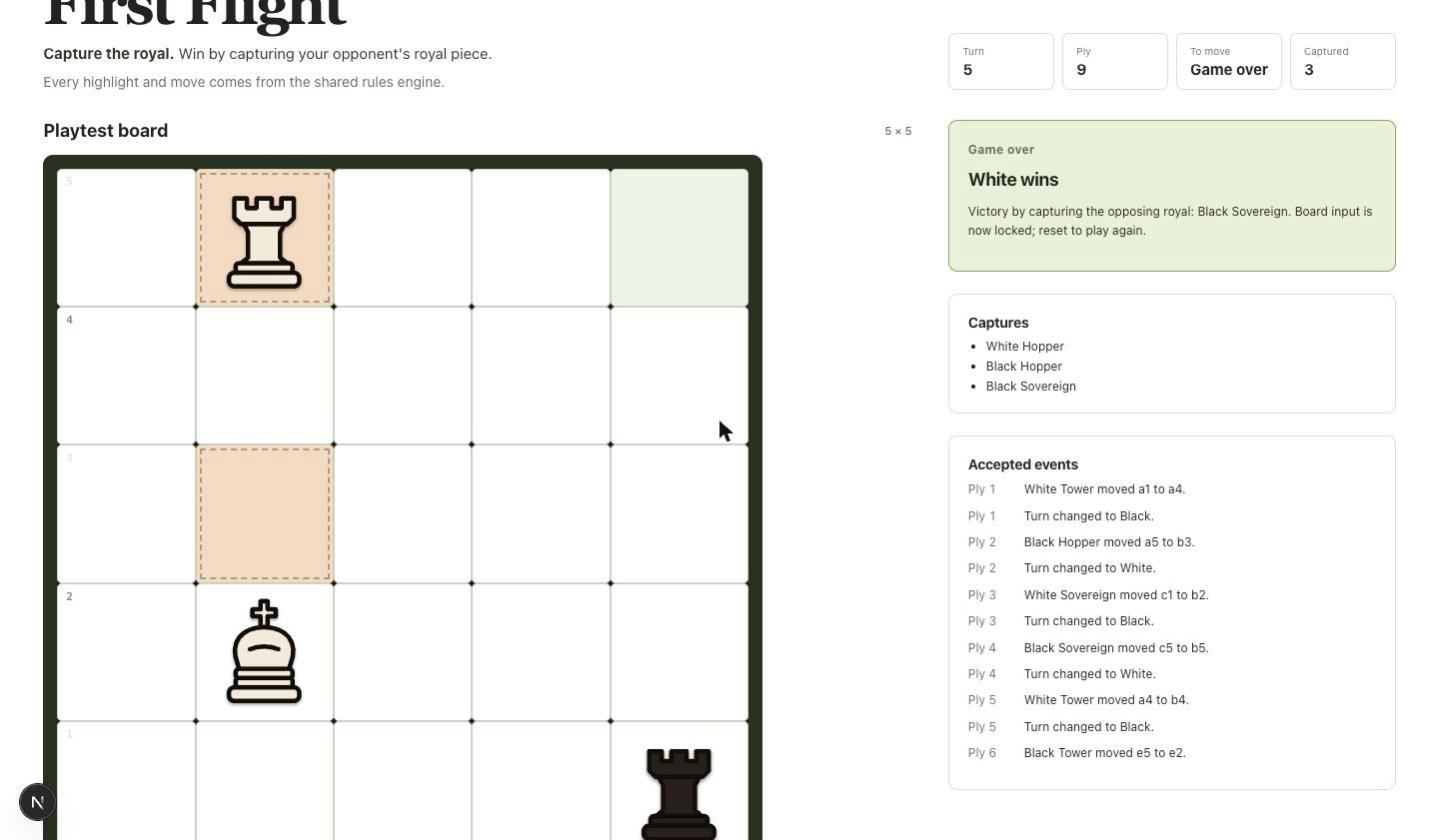 First Flight
Capture the royal. Win by capturing your opponent's royal piece.
Every highlight and move comes from the shared rules engine.
Turn
5
Ply
9
To move
Game over
Captured
3
Playtest board
5 × 5
5
4
3
2
1
Game over
White wins
Victory by capturing the opposing royal: Black Sovereign. Board input is
now locked; reset to play again.
Captures
• White Hopper
• Black Hopper
• Black Sovereign
Accepted events
Ply 1 White Tower moved a1 to a4.
Ply 1 Turn changed to Black.
Ply 2 Black Hopper moved a5 to b3.
Ply 2 Turn changed to White.
Ply 3 White Sovereign moved c1 to b2.
Ply 3 Turn changed to Black.
Ply 4 Black Sovereign moved c5 to b5.
Ply 4 Turn changed to White.
Ply 5 White Tower moved a4 to b4.
Ply 5 Turn changed to Black.
Ply 6 Black Tower moved e5 to e2.
N